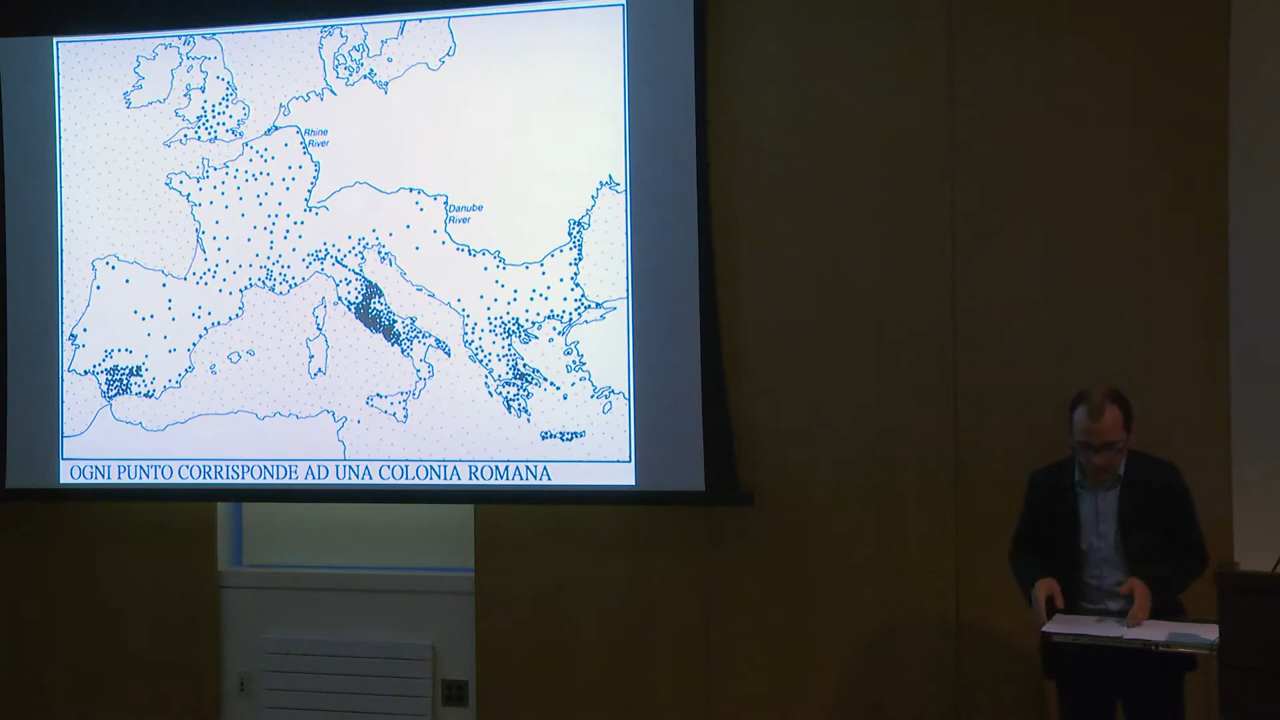 Rhine
River
Danube
River
OGNI PUNTO CORRISPONDE AD UNA COLONIA ROMANA